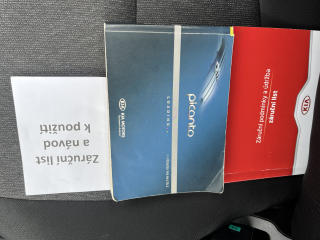 Záruční list
a návod
k použití
picanto
KIA MOTORS
KIA
Záruční podmínky a údržba
záruční list